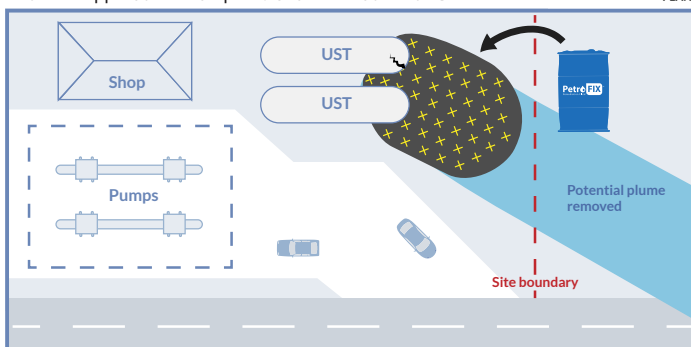 Shop
UST
UST
PetroFIX
Pumps
Potential plume
removed
Site boundary